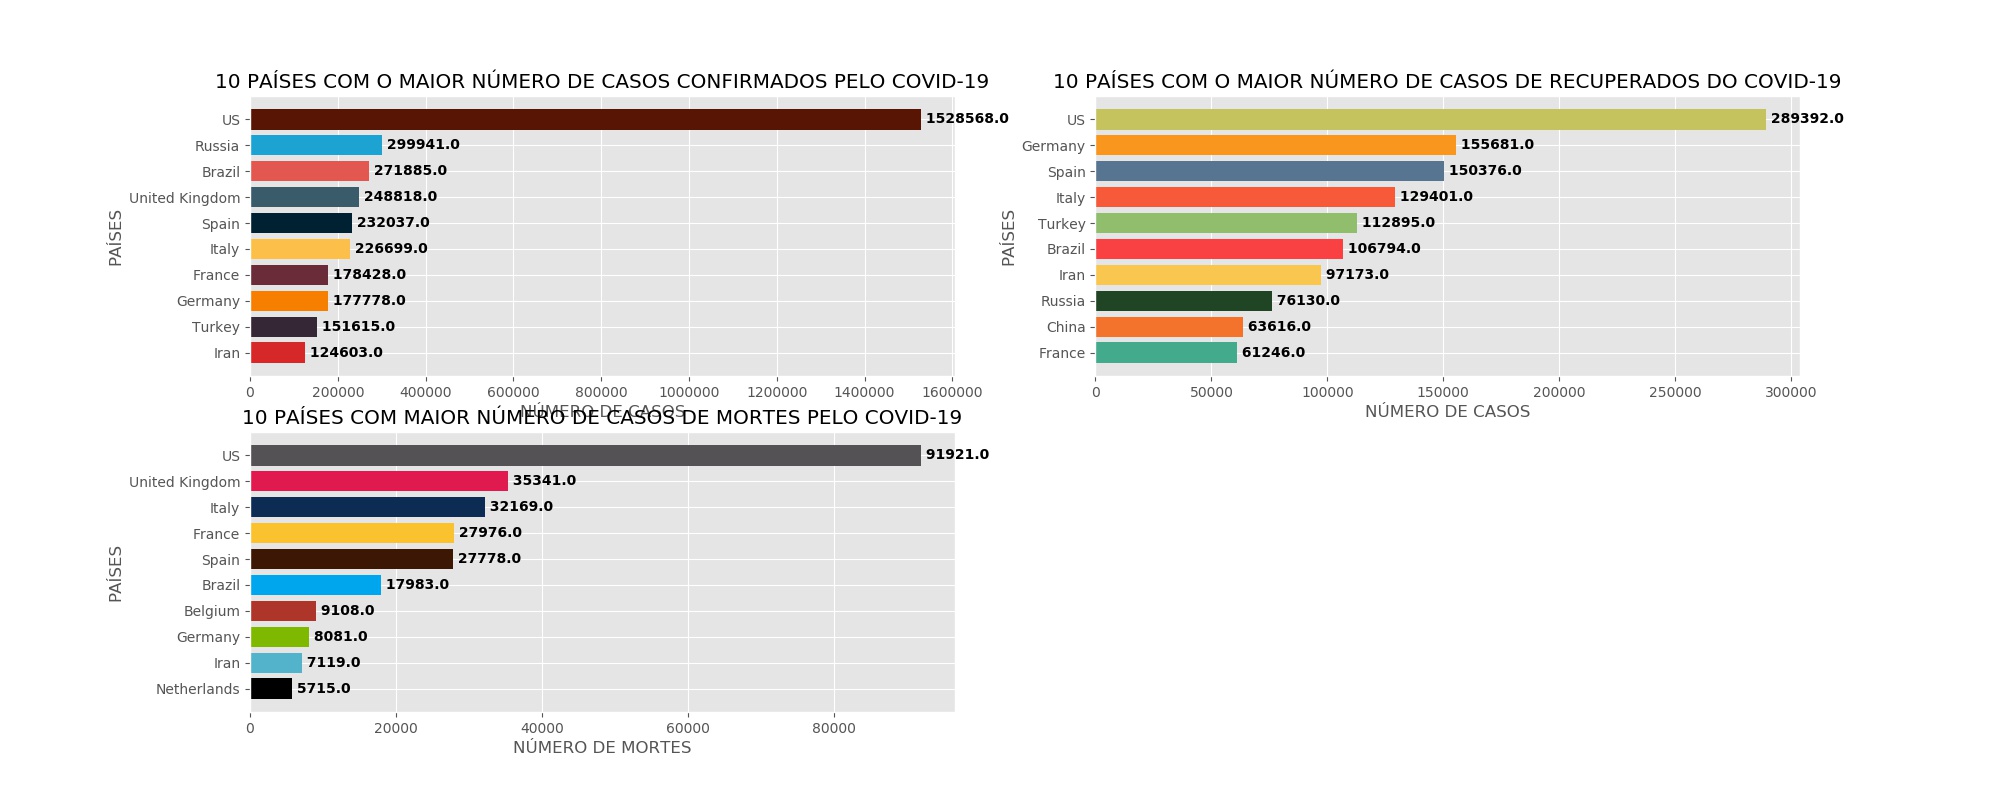 10 PAÍSES COM O MAIOR NÚMERO DE CASOS CONFIRMADOS PELO COVID-19
PAÍSES
US 1528568.0
Russia 299941.0
Brazil 271885.0
United Kingdom 248818.0
Spain 232037.0
Italy 226699.0
France 178428.0
Germany 177778.0
Turkey 151615.0
Iran 124603.0
0 200000 400000 600000 800000 1000000 1200000 1400000 1600000
NÚMERO DE CASOS
10 PAÍSES COM O MAIOR NÚMERO DE CASOS DE RECUPERADOS DO COVID-19
PAÍSES
US 289392.0
Germany 155681.0
Spain 150376.0
Italy 129401.0
Turkey 112895.0
Brazil 106794.0
Iran 97173.0
Russia 76130.0
China 63616.0
France 61246.0
0 50000 100000 150000 200000 250000 300000
NÚMERO DE CASOS
10 PAÍSES COM MAIOR NÚMERO DE CASOS DE MORTES PELO COVID-19
PAÍSES
US 91921.0
United Kingdom 35341.0
Italy 32169.0
France 27976.0
Spain 27778.0
Brazil 17983.0
Belgium 9108.0
Germany 8081.0
Iran 7119.0
Netherlands 5715.0
0 20000 40000 60000 80000
NÚMERO DE MORTES